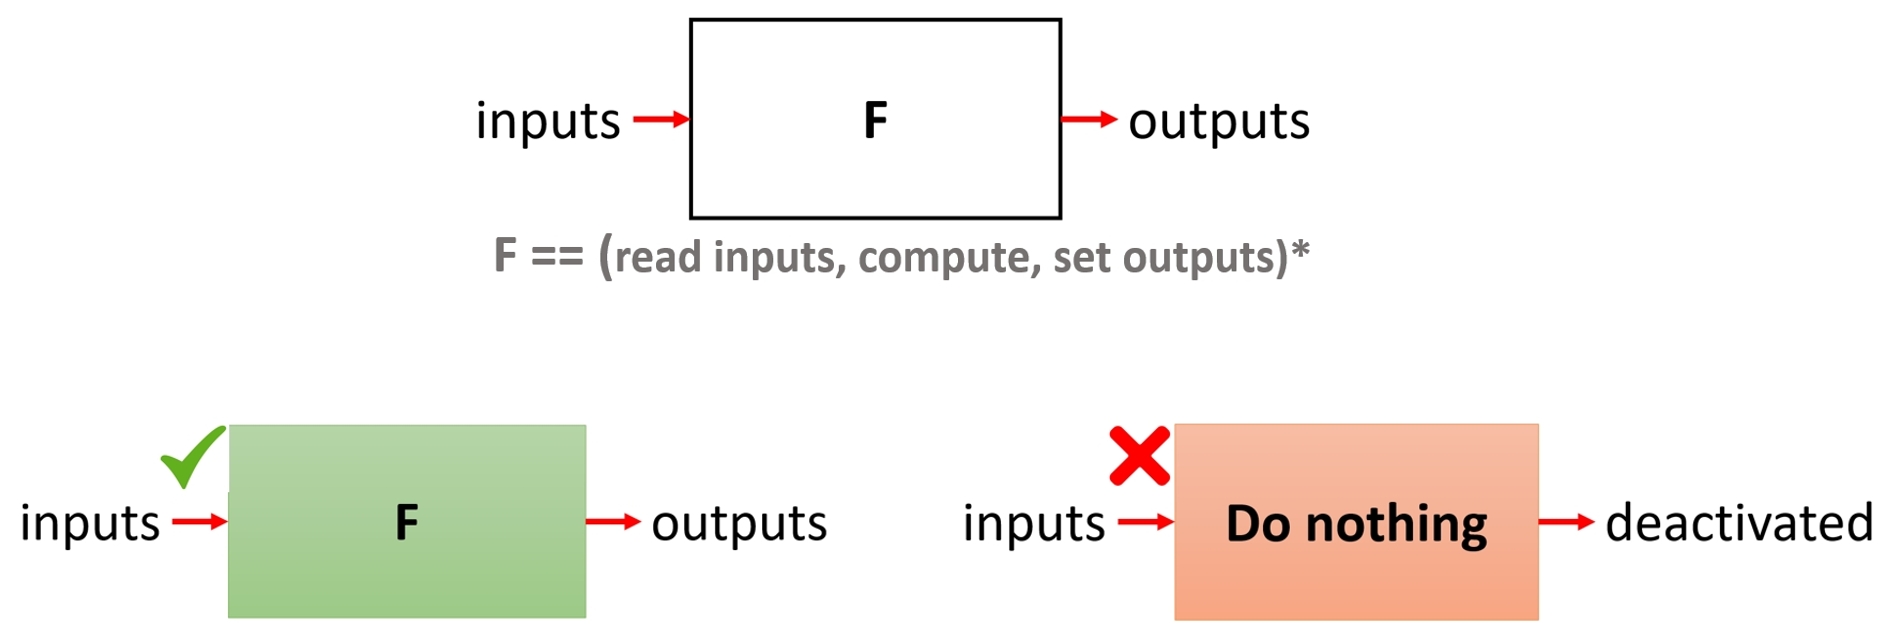 inputs F outputs
F == (read inputs, compute, set outputs)*
inputs F outputs
inputs Do nothing deactivated